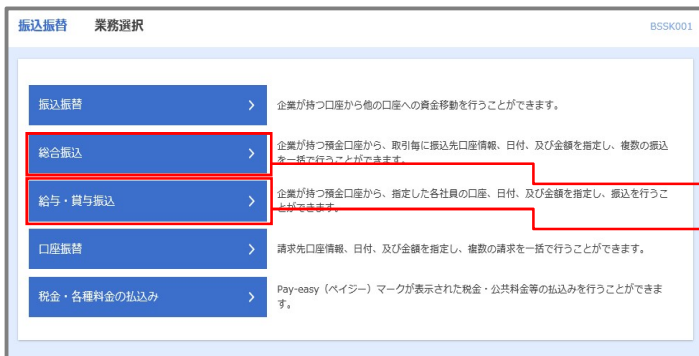 振込振替 業務選択 BSSK001
振込振替 企業が持つ口座から他の口座への資金移動を行うことができます。
総合振込 企業が持つ預金口座から、取引毎に振込先口座情報、日付、及び金額を指定し、複数の振込
を一括で行うことができます。
給与・賞与振込 企業が持つ預金口座から、指定した各社員の口座、日付、及び金額を指定し、振込を行うこ
とができます。
口座振替 請求先口座情報、日付、及び金額を指定し、複数の請求を一括で行うことができます。
税金・各種料金の払込み Pay-easy（ペイジー）マークが表示された税金・公共料金等の払込みを行うことができま
す。